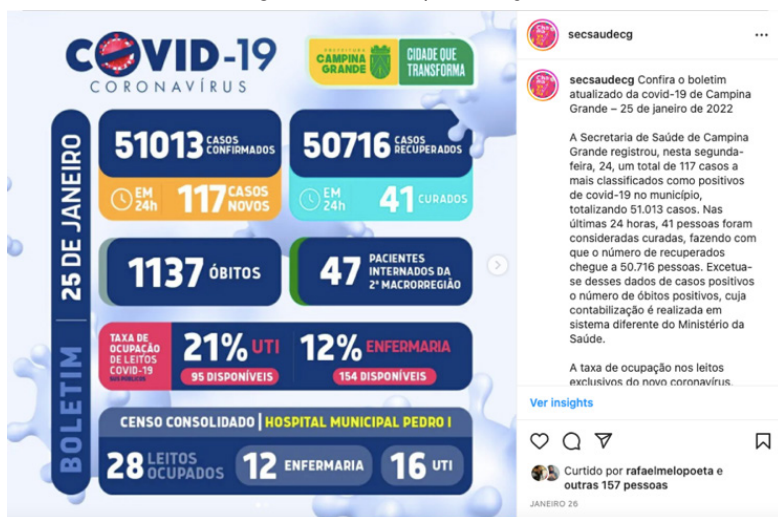 COVID-19
CORONAVÍRUS
PREFEITURA
CAMPINA
GRANDE
CIDADE QUE
TRANSFORMA
BOLETIM | 25 DE JANEIRO
51013 CASOS CONFIRMADOS
EM 24h 117 CASOS NOVOS
50716 CASOS RECUPERADOS
EM 24h 41 CURADOS
1137 ÓBITOS
47 PACIENTES INTERNADOS DA 2ª MACRORREGIÃO
TAXA DE
OCUPAÇÃO
DE LEITOS
COVID-19
SUS PÚBLICOS
21% UTI
95 DISPONÍVEIS
12% ENFERMARIA
154 DISPONÍVEIS
CENSO CONSOLIDADO | HOSPITAL MUNICIPAL PEDRO I
28 LEITOS OCUPADOS
12 ENFERMARIA
16 UTI
secsaudecg
secsaudecg Confira o boletim
atualizado da covid-19 de Campina
Grande – 25 de janeiro de 2022
A Secretaria de Saúde de Campina
Grande registrou, nesta segunda-
feira, 24, um total de 117 casos a
mais classificados como positivos
de covid-19 no município,
totalizando 51.013 casos. Nas
últimas 24 horas, 41 pessoas foram
consideradas curadas, fazendo com
que o número de recuperados
chegue a 50.716 pessoas. Excetua-
se desses dados de casos positivos
o número de óbitos positivos, cuja
contabilização é realizada em
sistema diferente do Ministério da
Saúde.
A taxa de ocupação nos leitos
exclusivos do novo coronavírus,
Ver insights
Curtido por rafaelmelopoeta e
outras 157 pessoas
JANEIRO 26